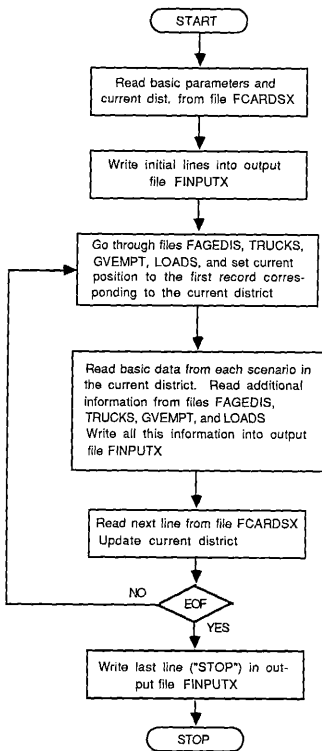 START
Read basic parameters and
current dist. from file FCARDSX
Write initial lines into output
file FINPUTX
Go through files FAGEDIS, TRUCKS,
GVEMPT, LOADS, and set current
position to the first record corres-
ponding to the current district
Read basic data from each scenario in
the current district. Read additional
information from files FAGEDIS,
TRUCKS, GVEMPT, and LOADS
Write all this information into output
file FINPUTX
Read next line from file FCARDSX
Update current district
NO
EOF
YES
Write last line ("STOP") in out-
put file FINPUTX
STOP